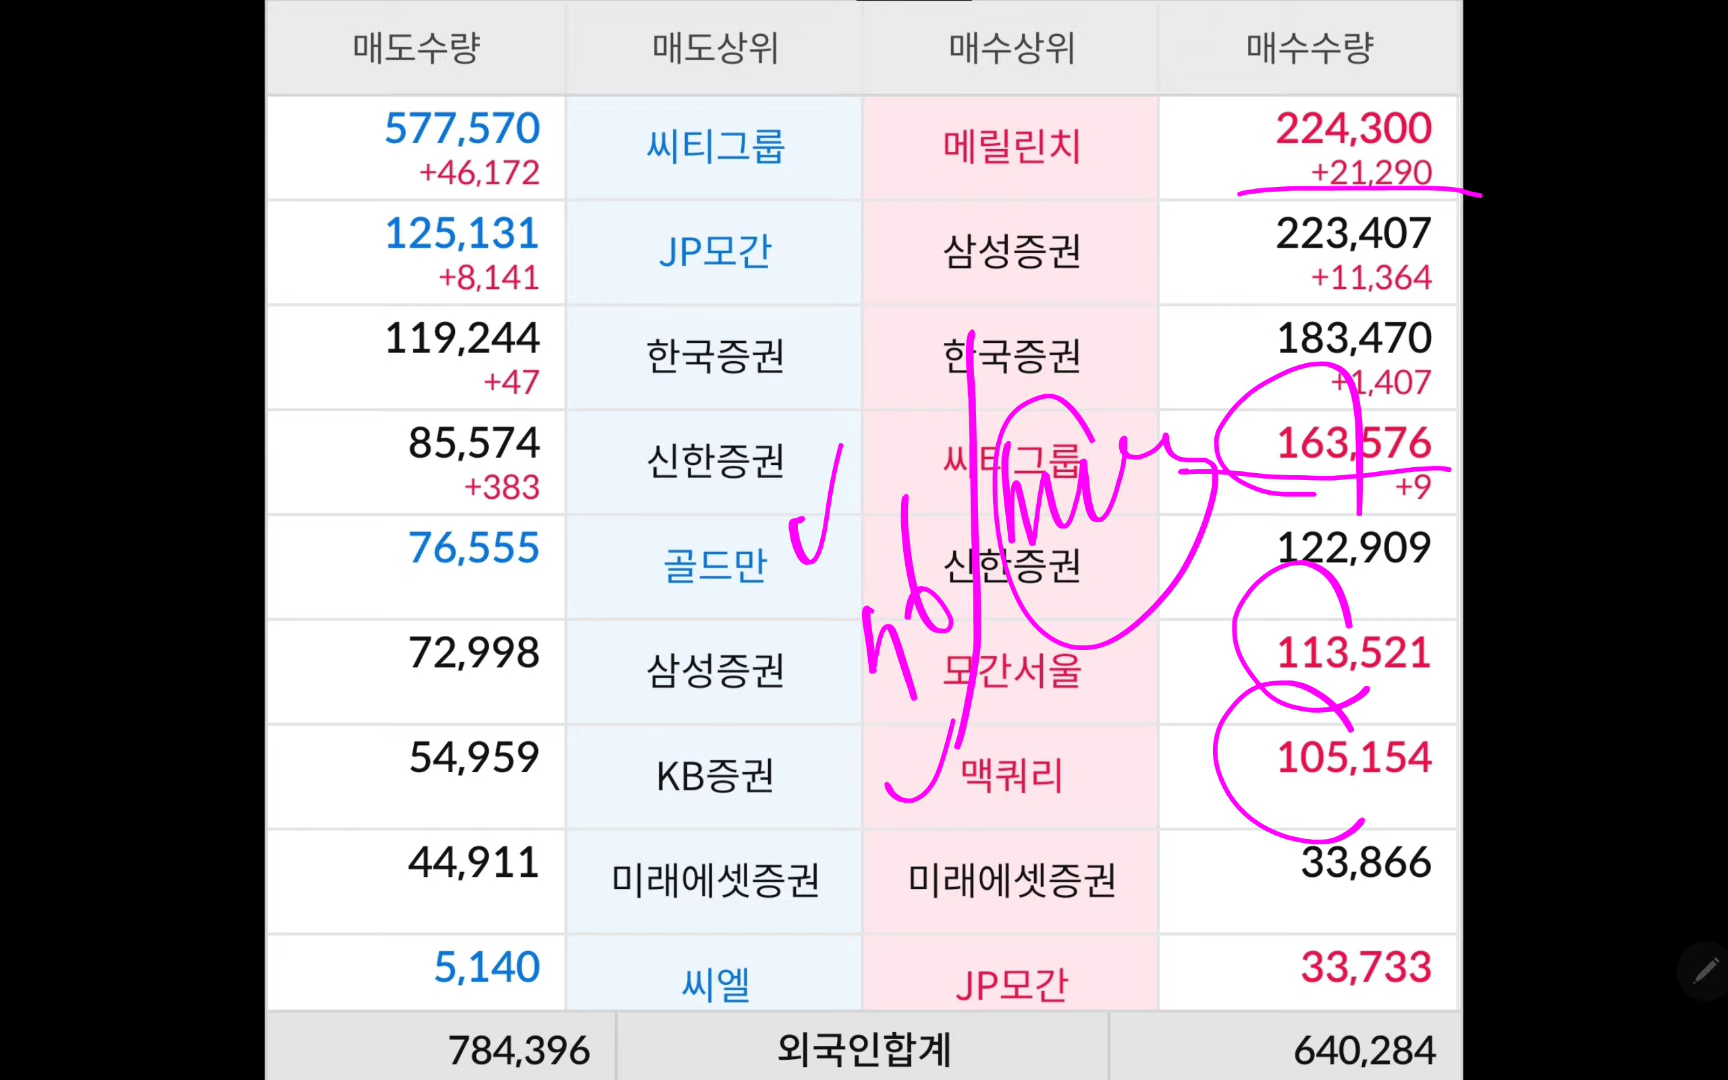 매도수량 매도상위 매수상위 매수수량
577,570 씨티그룹 메릴린치 224,300
+46,172 +21,290
125,131 JP모간 삼성증권 223,407
+8,141 +11,364
119,244 한국증권 한국증권 183,470
+47 +1,407
85,574 신한증권 씨티그룹 163,576
+383 +9
76,555 골드만 신한증권 122,909
72,998 삼성증권 모간서울 113,521
54,959 KB증권 맥쿼리 105,154
44,911 미래에셋증권 미래에셋증권 33,866
5,140 씨엘 JP모간 33,733
784,396 외국인합계 640,284